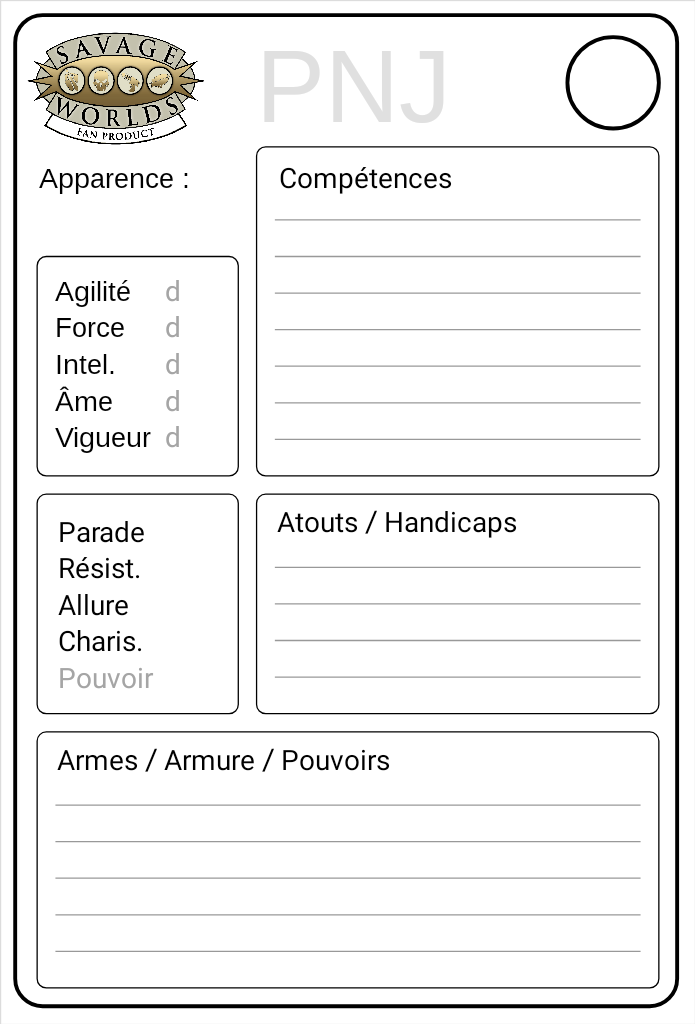 SAVAGE
WORLDS
FAN PRODUCT
PNJ
Apparence :
Agilité d
Force d
Intel. d
Âme d
Vigueur d
Compétences
Parade
Résist.
Allure
Charis.
Pouvoir
Atouts / Handicaps
Armes / Armure / Pouvoirs